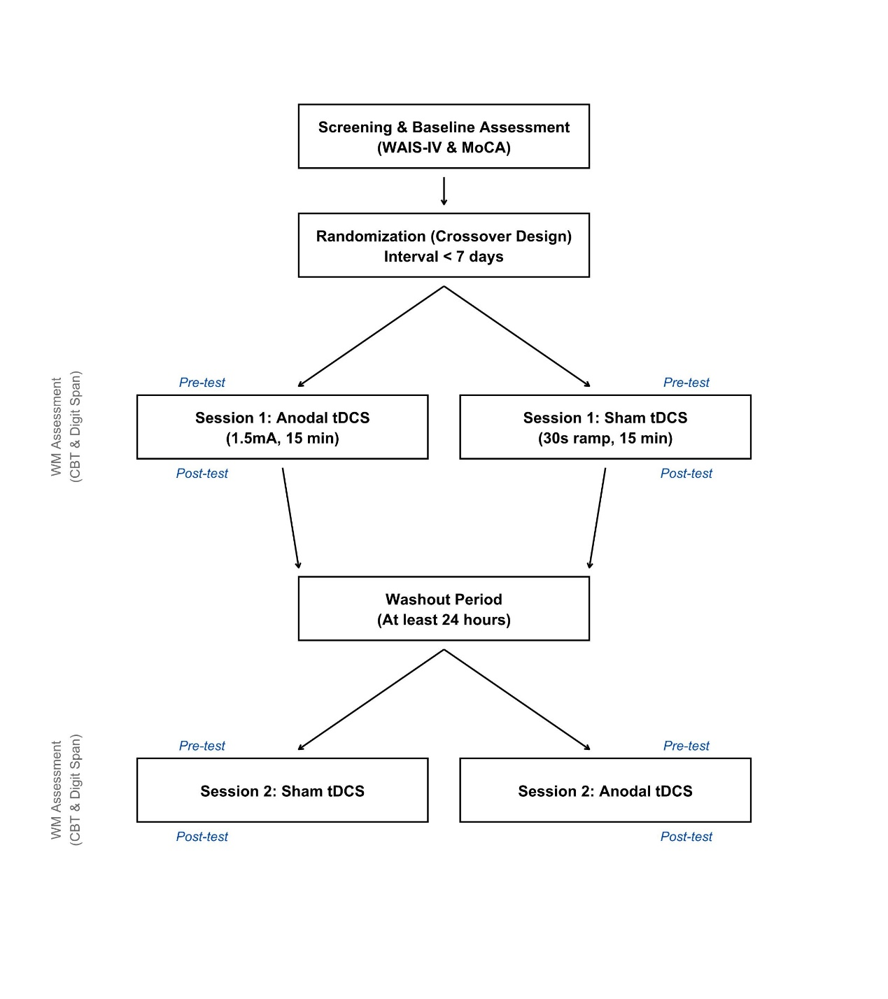 Screening & Baseline Assessment
(WAIS-IV & MoCA)
Randomization (Crossover Design)
Interval < 7 days
WM Assessment
(CBT & Digit Span)
Pre-test
Session 1: Anodal tDCS
(1.5mA, 15 min)
Post-test
Pre-test
Session 1: Sham tDCS
(30s ramp, 15 min)
Post-test
Washout Period
(At least 24 hours)
WM Assessment
(CBT & Digit Span)
Pre-test
Session 2: Sham tDCS
Post-test
Pre-test
Session 2: Anodal tDCS
Post-test